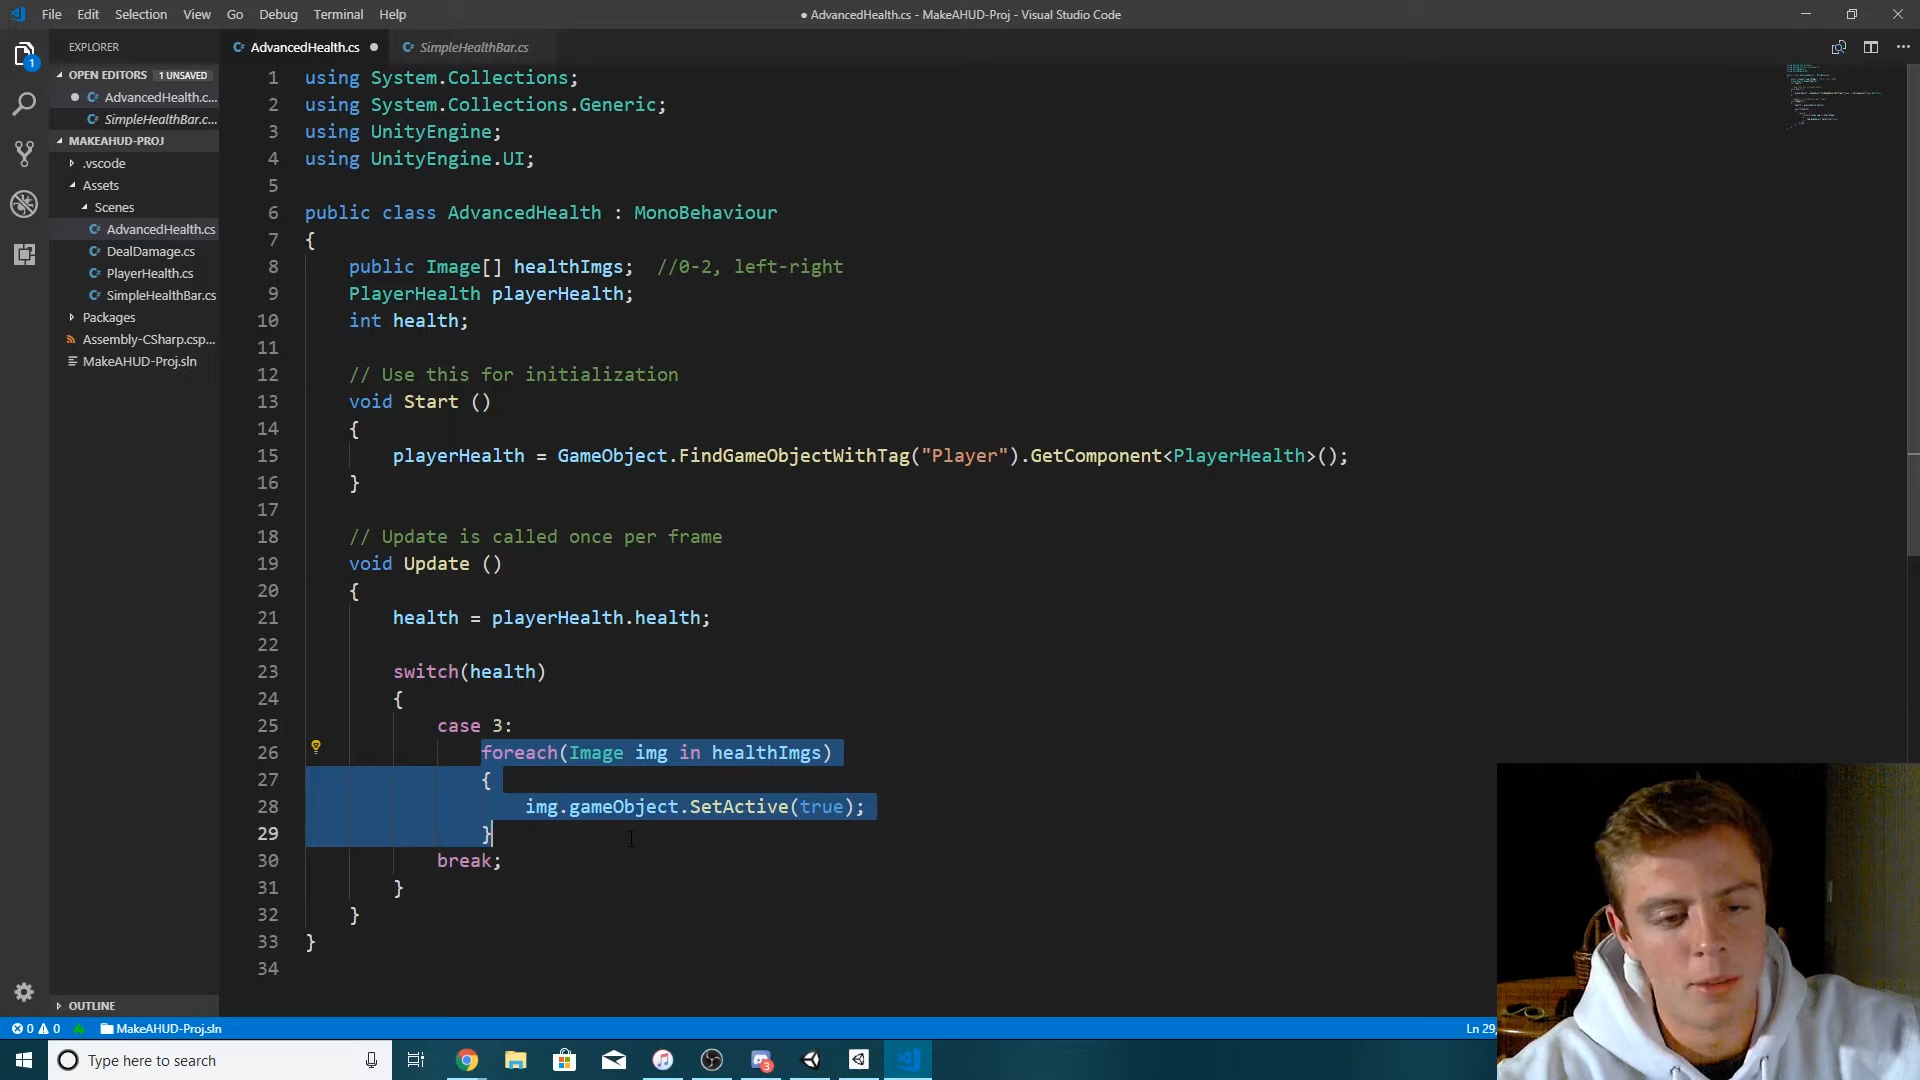 File Edit Selection View Go Debug Terminal Help
● AdvancedHealth.cs - MakeAHUD-Proj - Visual Studio Code
EXPLORER
AdvancedHealth.cs
SimpleHealthBar.cs
1
OPEN EDITORS 1 UNSAVED
AdvancedHealth.c...
SimpleHealthBar.c...
MAKEAHUD-PROJ
.vscode
Assets
Scenes
AdvancedHealth.cs
DealDamage.cs
PlayerHealth.cs
SimpleHealthBar.cs
Packages
Assembly-CSharp.csp...
MakeAHUD-Proj.sln
OUTLINE
1 using System.Collections;
2 using System.Collections.Generic;
3 using UnityEngine;
4 using UnityEngine.UI;
5
6 public class AdvancedHealth : MonoBehaviour
7 {
8 public Image[] healthImgs; //0-2, left-right
9 PlayerHealth playerHealth;
10 int health;
11
12 // Use this for initialization
13 void Start ()
14 {
15 playerHealth = GameObject.FindGameObjectWithTag("Player").GetComponent<PlayerHealth>();
16 }
17
18 // Update is called once per frame
19 void Update ()
20 {
21 health = playerHealth.health;
22
23 switch(health)
24 {
25 case 3:
26 foreach(Image img in healthImgs)
27 {
28 img.gameObject.SetActive(true);
29 }
30 break;
31 }
32 }
33 }
34
0 0 MakeAHUD-Proj.sln
Ln 29,
Type here to search
3